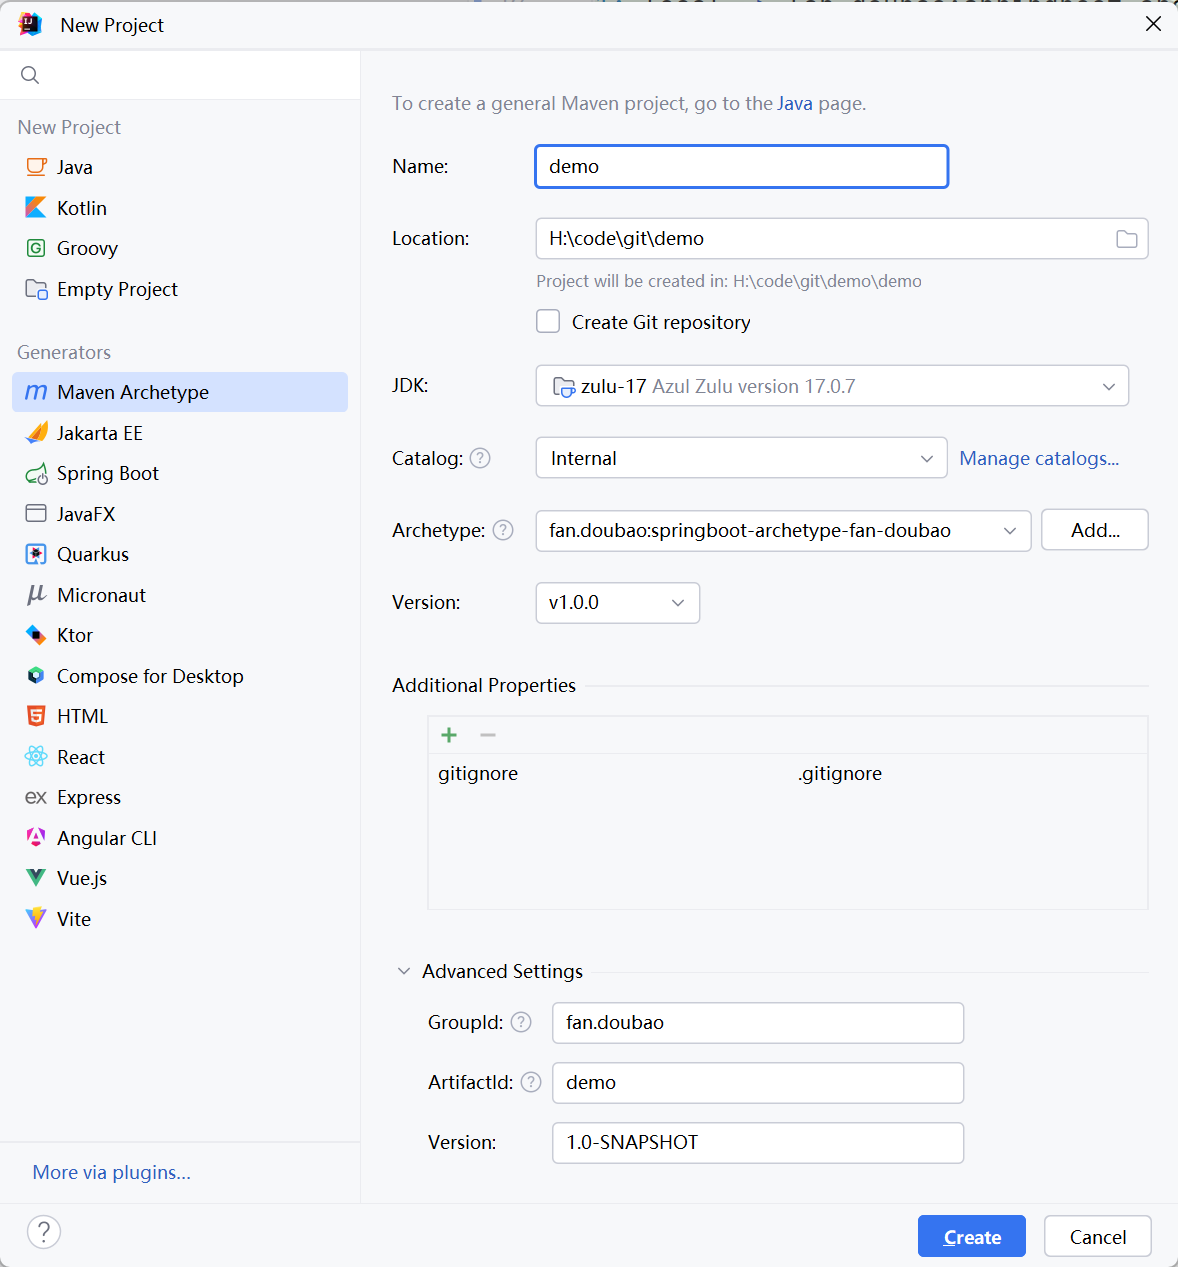 New Project
New Project
Java
Kotlin
Groovy
Empty Project
Generators
Maven Archetype
Jakarta EE
Spring Boot
JavaFX
Quarkus
Micronaut
Ktor
Compose for Desktop
HTML
React
Express
Angular CLI
Vue.js
Vite
More via plugins...
To create a general Maven project, go to the Java page.
Name: demo
Location: H:\code\git\demo
Project will be created in: H:\code\git\demo\demo
Create Git repository
JDK: zulu-17 Azul Zulu version 17.0.7
Catalog: ? Internal Manage catalogs...
Archetype: ? fan.doubao:springboot-archetype-fan-doubao Add...
Version: v1.0.0
Additional Properties
gitignore .gitignore
Advanced Settings
GroupId: ? fan.doubao
ArtifactId: ? demo
Version: 1.0-SNAPSHOT
? Create Cancel